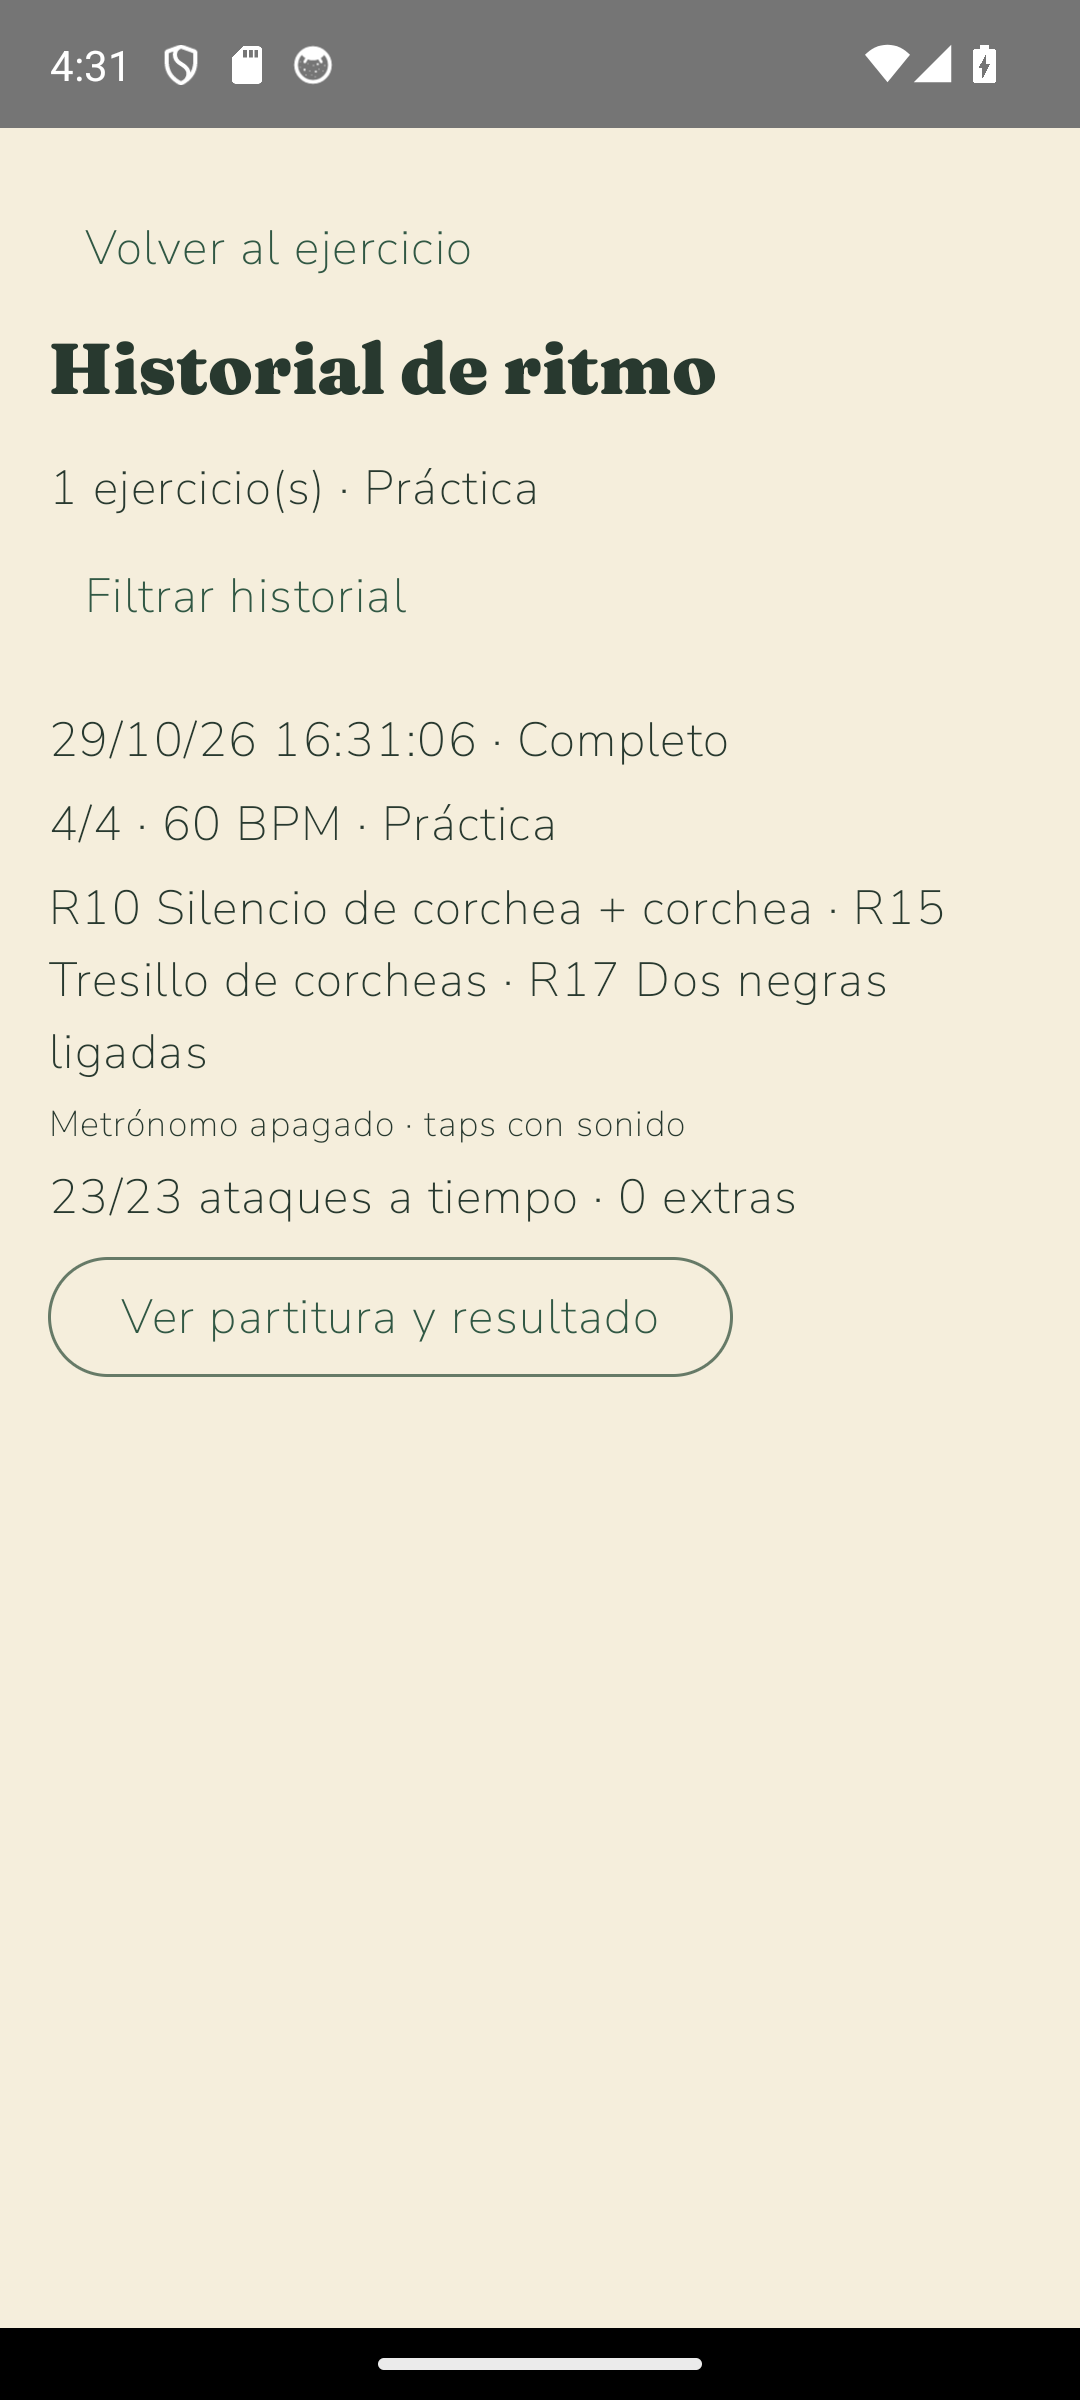 4:31
Volver al ejercicio
Historial de ritmo
1 ejercicio(s) · Práctica
Filtrar historial
29/10/26 16:31:06 · Completo
4/4 · 60 BPM · Práctica
R10 Silencio de corchea + corchea · R15
Tresillo de corcheas · R17 Dos negras
ligadas
Metrónomo apagado · taps con sonido
23/23 ataques a tiempo · 0 extras
Ver partitura y resultado